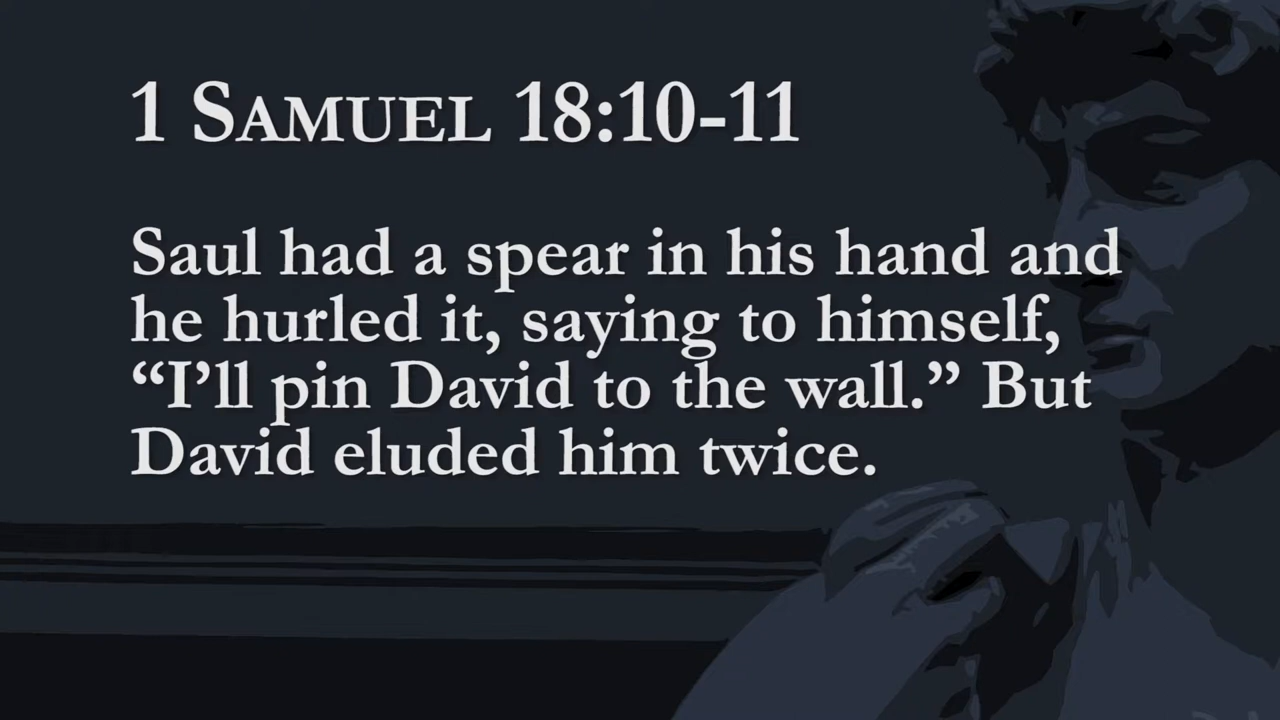 1 SAMUEL 18:10-11
Saul had a spear in his hand and
he hurled it, saying to himself,
“I’ll pin David to the wall.” But
David eluded him twice.